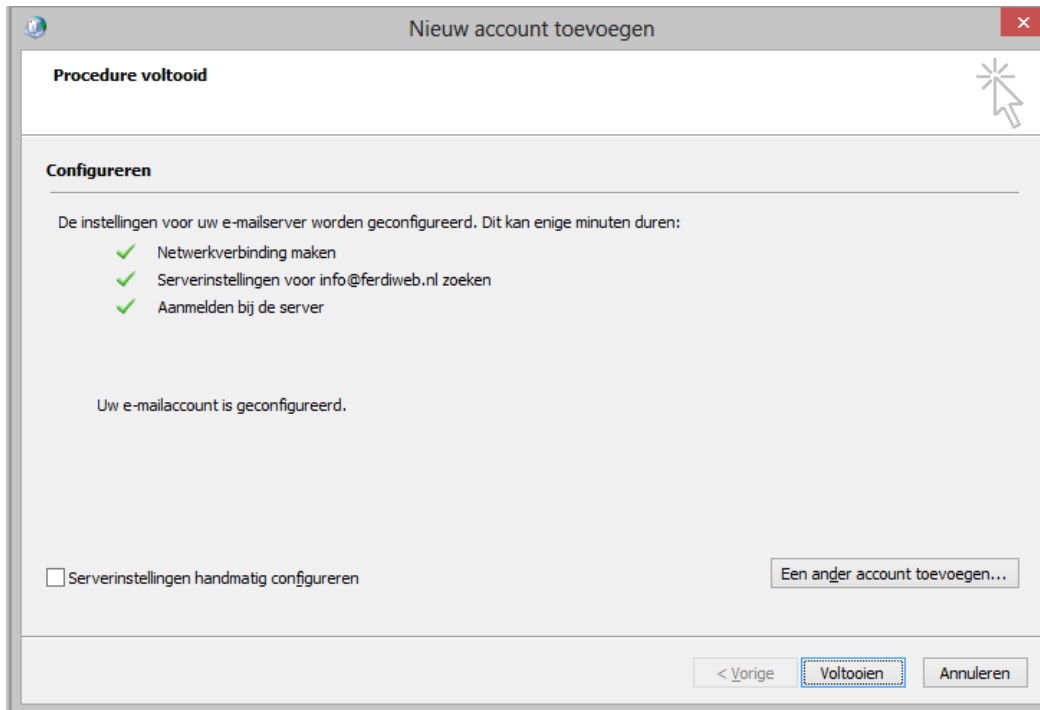 Nieuw account toevoegen
Procedure voltooid
Configureren
De instellingen voor uw e-mailserver worden geconfigureerd. Dit kan enige minuten duren:
Netwerkverbinding maken
Serverinstellingen voor info@ferdiweb.nl zoeken
Aanmelden bij de server
Uw e-mailaccount is geconfigureerd.
Serverinstellingen handmatig configureren
Een ander account toevoegen...
< Vorige
Voltooien
Annuleren